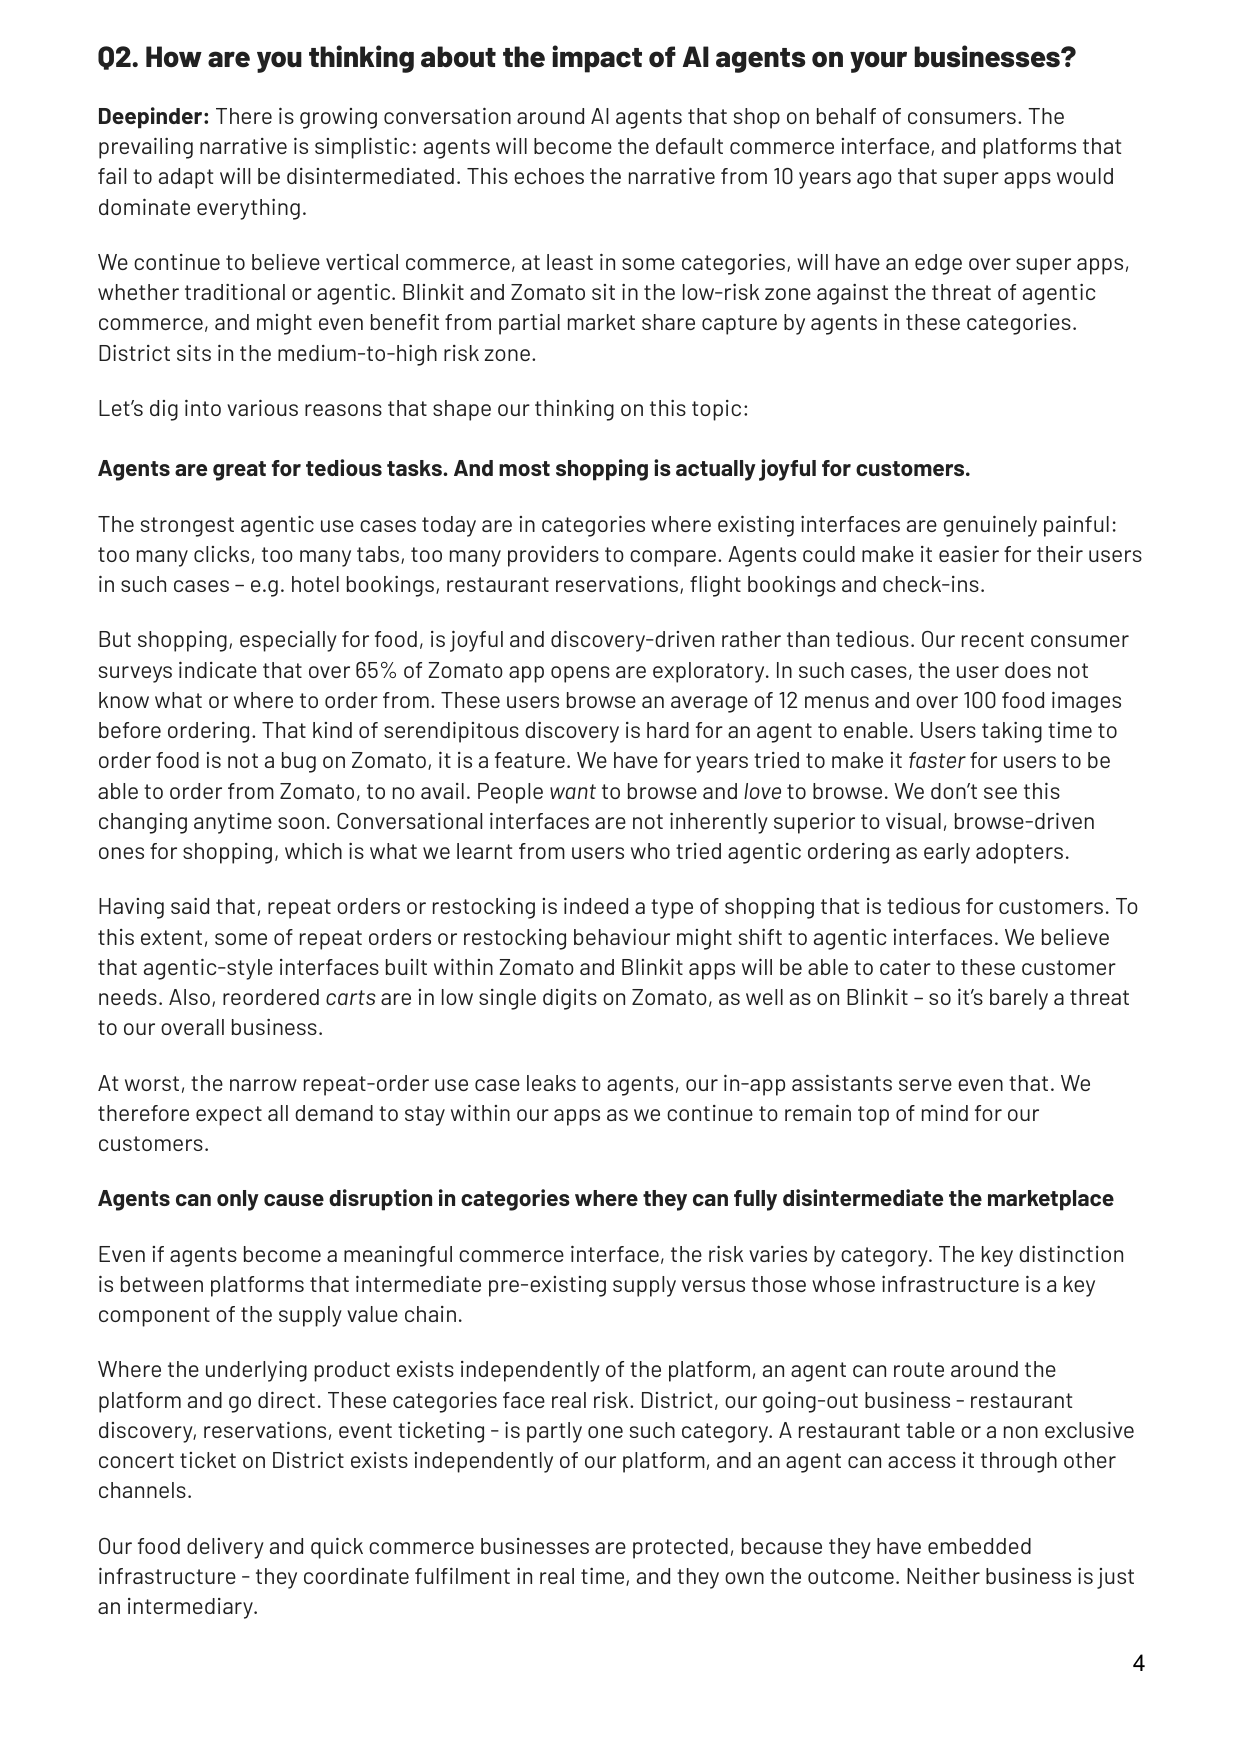 Q2. How are you thinking about the impact of AI agents on your businesses?
Deepinder: There is growing conversation around AI agents that shop on behalf of consumers. The
prevailing narrative is simplistic: agents will become the default commerce interface, and platforms that
fail to adapt will be disintermediated. This echoes the narrative from 10 years ago that super apps would
dominate everything.
We continue to believe vertical commerce, at least in some categories, will have an edge over super apps,
whether traditional or agentic. Blinkit and Zomato sit in the low-risk zone against the threat of agentic
commerce, and might even benefit from partial market share capture by agents in these categories.
District sits in the medium-to-high risk zone.
Let’s dig into various reasons that shape our thinking on this topic:
Agents are great for tedious tasks. And most shopping is actually joyful for customers.
The strongest agentic use cases today are in categories where existing interfaces are genuinely painful:
too many clicks, too many tabs, too many providers to compare. Agents could make it easier for their users
in such cases – e.g. hotel bookings, restaurant reservations, flight bookings and check-ins.
But shopping, especially for food, is joyful and discovery-driven rather than tedious. Our recent consumer
surveys indicate that over 65% of Zomato app opens are exploratory. In such cases, the user does not
know what or where to order from. These users browse an average of 12 menus and over 100 food images
before ordering. That kind of serendipitous discovery is hard for an agent to enable. Users taking time to
order food is not a bug on Zomato, it is a feature. We have for years tried to make it faster for users to be
able to order from Zomato, to no avail. People want to browse and love to browse. We don’t see this
changing anytime soon. Conversational interfaces are not inherently superior to visual, browse-driven
ones for shopping, which is what we learnt from users who tried agentic ordering as early adopters.
Having said that, repeat orders or restocking is indeed a type of shopping that is tedious for customers. To
this extent, some of repeat orders or restocking behaviour might shift to agentic interfaces. We believe
that agentic-style interfaces built within Zomato and Blinkit apps will be able to cater to these customer
needs. Also, reordered carts are in low single digits on Zomato, as well as on Blinkit – so it’s barely a threat
to our overall business.
At worst, the narrow repeat-order use case leaks to agents, our in-app assistants serve even that. We
therefore expect all demand to stay within our apps as we continue to remain top of mind for our
customers.
Agents can only cause disruption in categories where they can fully disintermediate the marketplace
Even if agents become a meaningful commerce interface, the risk varies by category. The key distinction
is between platforms that intermediate pre-existing supply versus those whose infrastructure is a key
component of the supply value chain.
Where the underlying product exists independently of the platform, an agent can route around the
platform and go direct. These categories face real risk. District, our going-out business - restaurant
discovery, reservations, event ticketing - is partly one such category. A restaurant table or a non exclusive
concert ticket on District exists independently of our platform, and an agent can access it through other
channels.
Our food delivery and quick commerce businesses are protected, because they have embedded
infrastructure - they coordinate fulfilment in real time, and they own the outcome. Neither business is just
an intermediary.
4